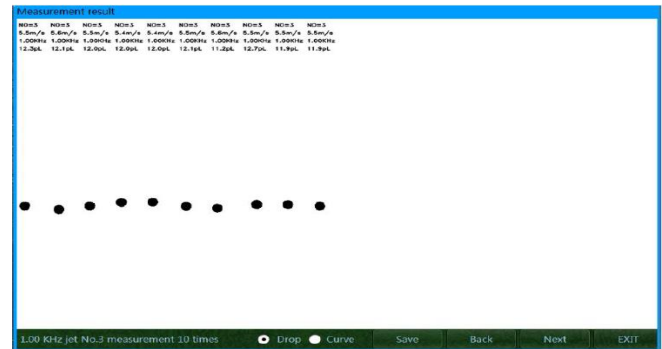 Measurement result
NO=3 NO=3 NO=3 NO=3 NO=3 NO=3 NO=3 NO=3 NO=3 NO=3
5.5m/s 5.6m/s 5.5m/s 5.4m/s 5.4m/s 5.5m/s 5.6m/s 5.5m/s 5.5m/s 5.5m/s
1.00KHz 1.00KHz 1.00KHz 1.00KHz 1.00KHz 1.00KHz 1.00KHz 1.00KHz 1.00KHz 1.00KHz
12.3pL 12.1pL 12.0pL 12.0pL 12.0pL 12.1pL 11.2pL 12.7pL 11.9pL 11.9pL
1.00 KHz jet No.3 measurement 10 times Drop Curve Save Back Next EXIT